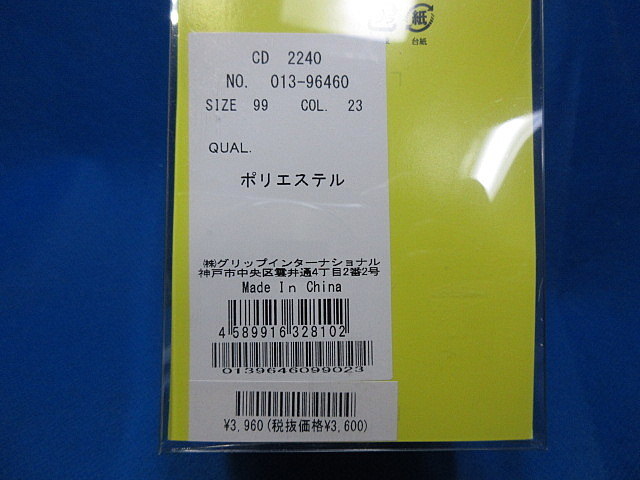 紙
台紙
CD 2240
NO. 013-96460
SIZE 99 COL. 23
QUAL.
ポリエステル
㈱グリップインターナショナル
神戸市中央区雲井通4丁目2番2号
Made In China
4589916328102
0139646099023
¥3,960(税抜価格¥3,600)